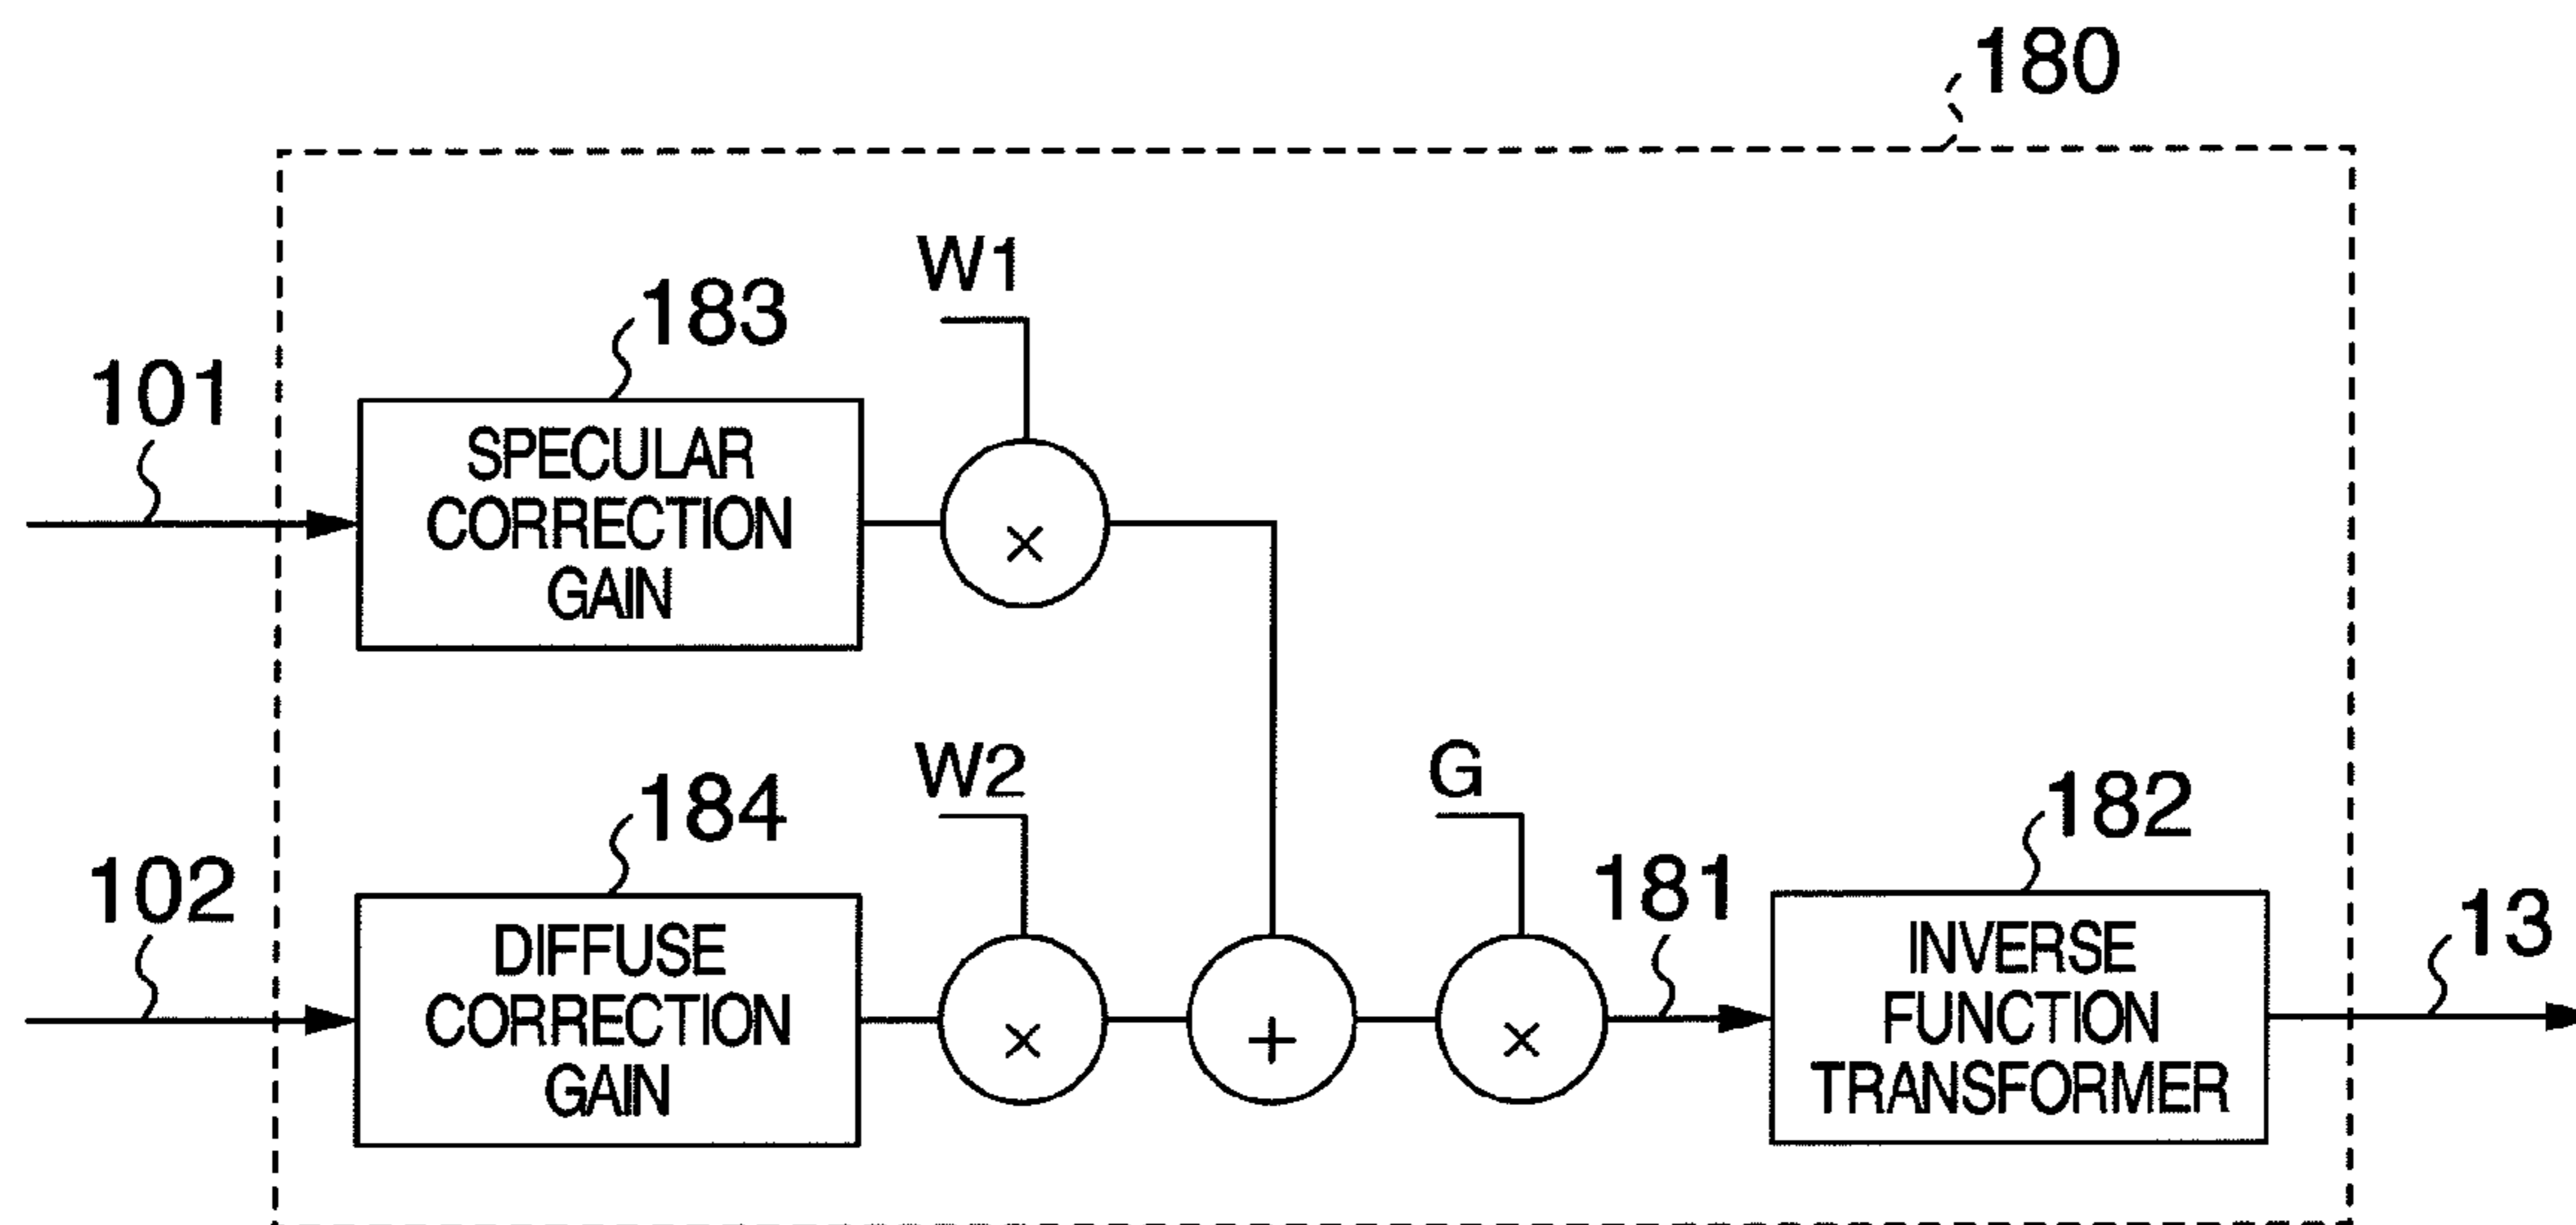 180
W1
183
101
SPECULAR
CORRECTION
GAIN
×
W2
G
184
182
102
181
13
DIFFUSE
CORRECTION
GAIN
×
+
×
INVERSE
FUNCTION
TRANSFORMER